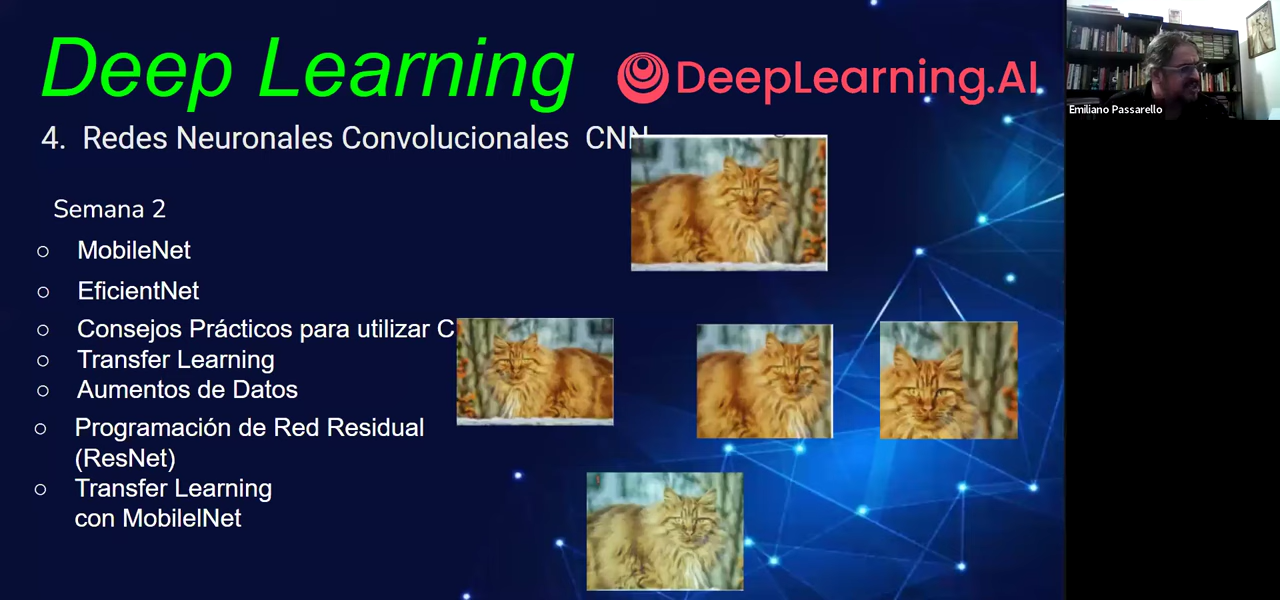 Deep Learning
DeepLearning.AI
Emiliano Passarello
4. Redes Neuronales Convolucionales CNN
Semana 2
MobileNet
EficientNet
Consejos Prácticos para utilizar C
Transfer Learning
Aumentos de Datos
Programación de Red Residual
(ResNet)
Transfer Learning
con MobilelNet